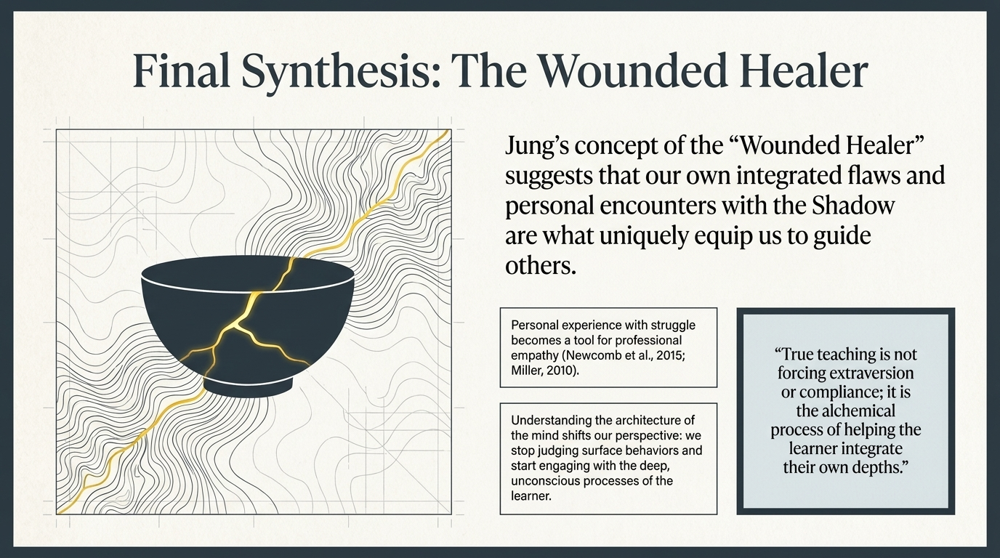 Final Synthesis: The Wounded Healer
Jung’s concept of the “Wounded Healer”
suggests that our own integrated flaws and
personal encounters with the Shadow
are what uniquely equip us to guide
others.
Personal experience with struggle
becomes a tool for professional
empathy (Newcomb et al., 2015;
Miller, 2010).
Understanding the architecture of
the mind shifts our perspective: we
stop judging surface behaviors and
start engaging with the deep,
unconscious processes of the
learner.
“True teaching is not
forcing extraversion
or compliance; it is
the alchemical
process of helping the
learner integrate
their own depths.”